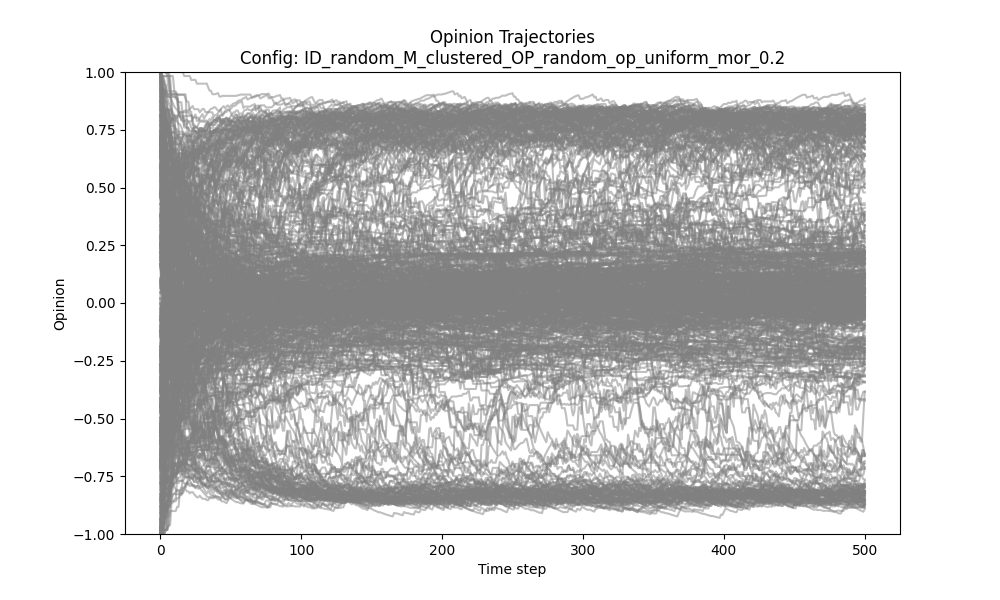 Opinion Trajectories
Config: ID_random_M_clustered_OP_random_op_uniform_mor_0.2
1.00
0.75
0.50
0.25
0.00
−0.25
−0.50
−0.75
−1.00
Opinion
0 100 200 300 400 500
Time step